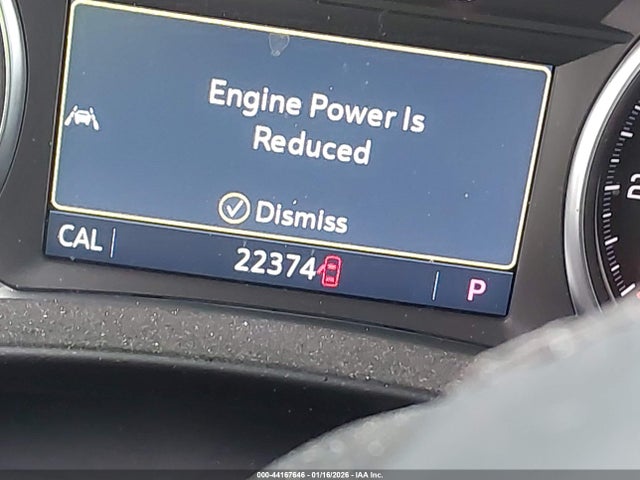 Engine Power Is
Reduced
Dismiss
CAL
22374
P
000-44167646 - 01/16/2026 - IAA Inc.